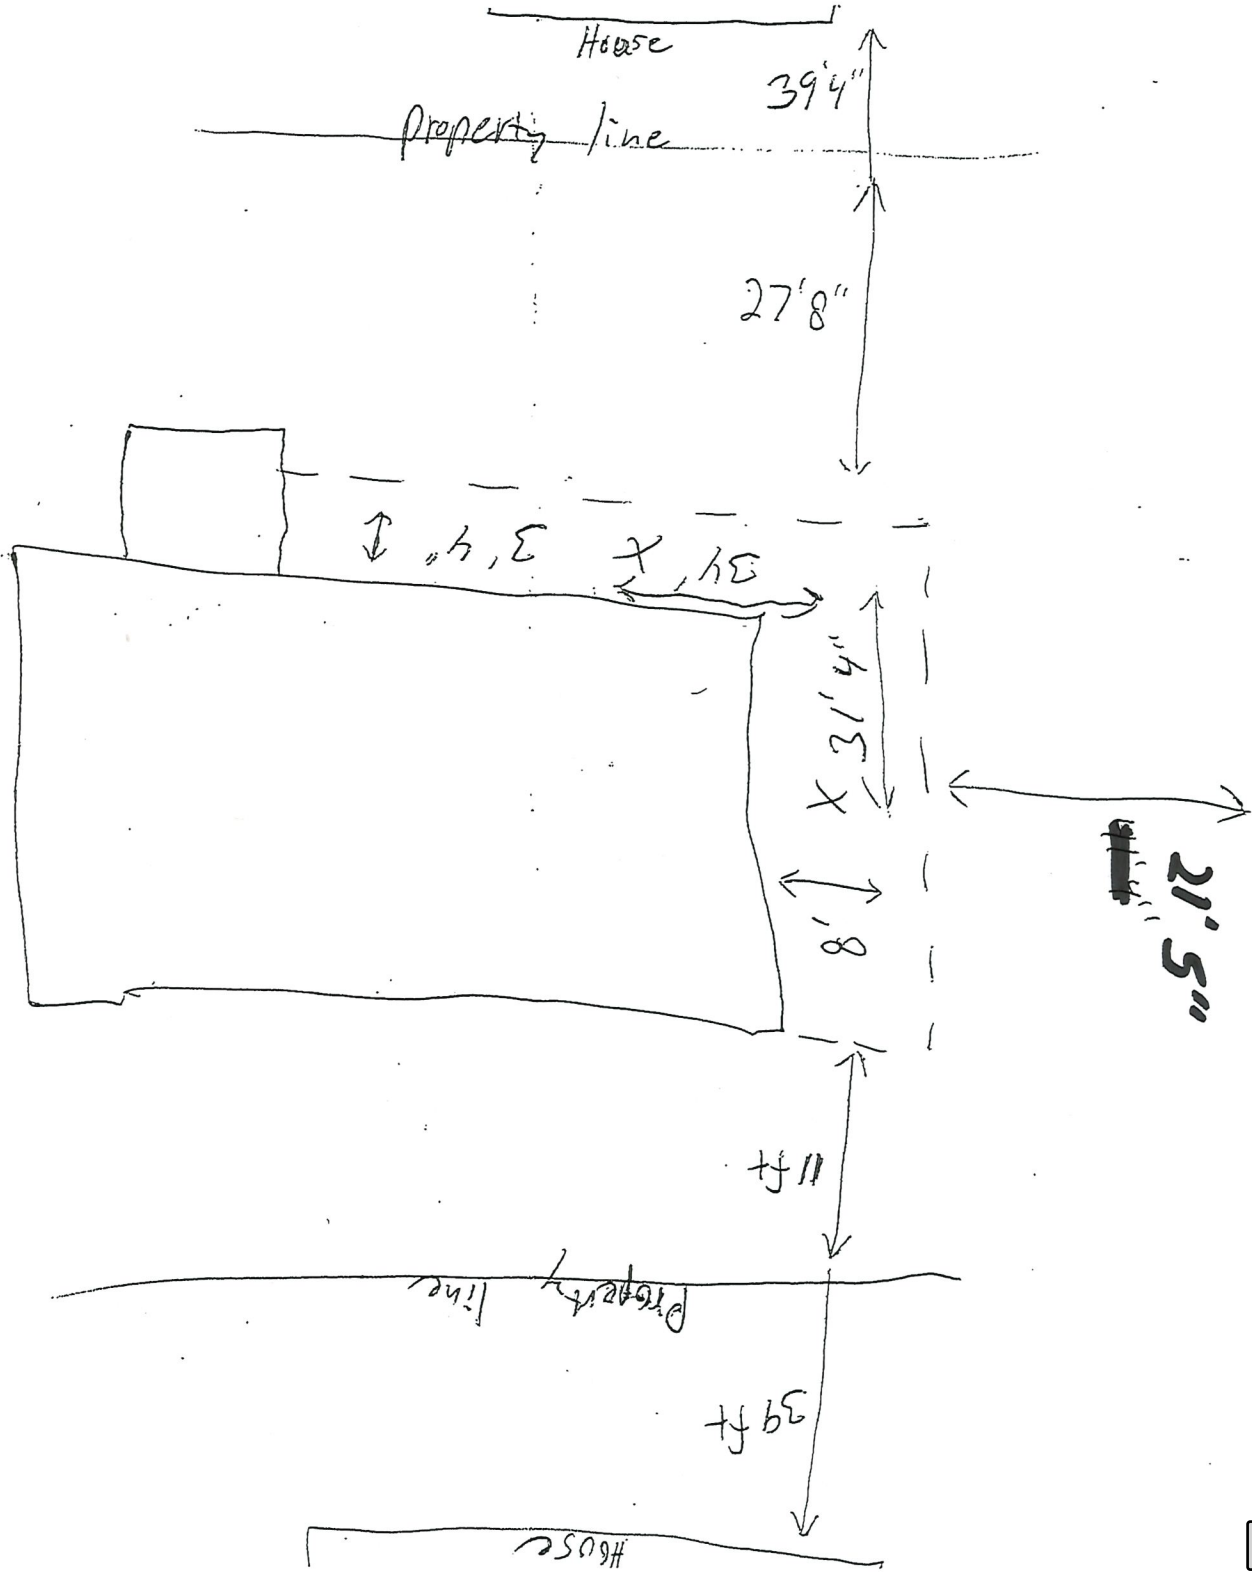 House
39'4"
Property line
27'8"
3'4"
34' X
X 31'4"
8'
21' 5"
11 ft
Property line
39 ft
House